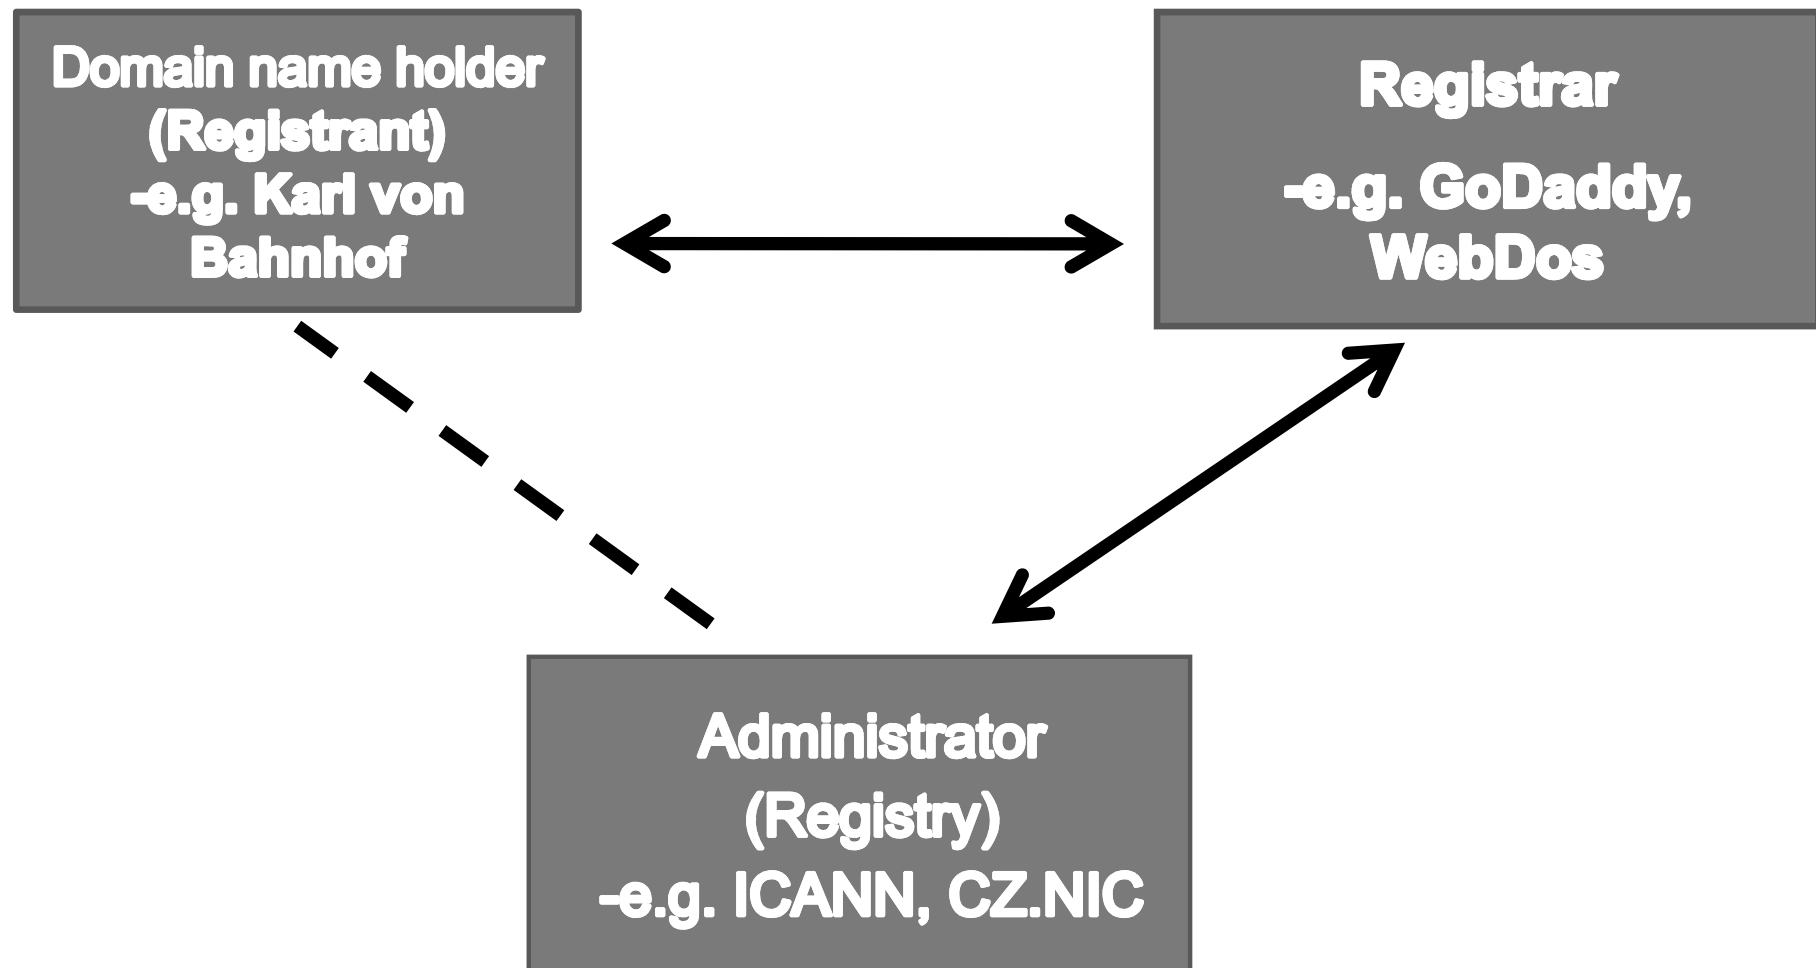 Domain name holder
(Registrant)
-e.g. Karl von
Bahnhof
Registrar
-e.g. GoDaddy,
WebDos
Administrator
(Registry)
-e.g. ICANN, CZ.NIC